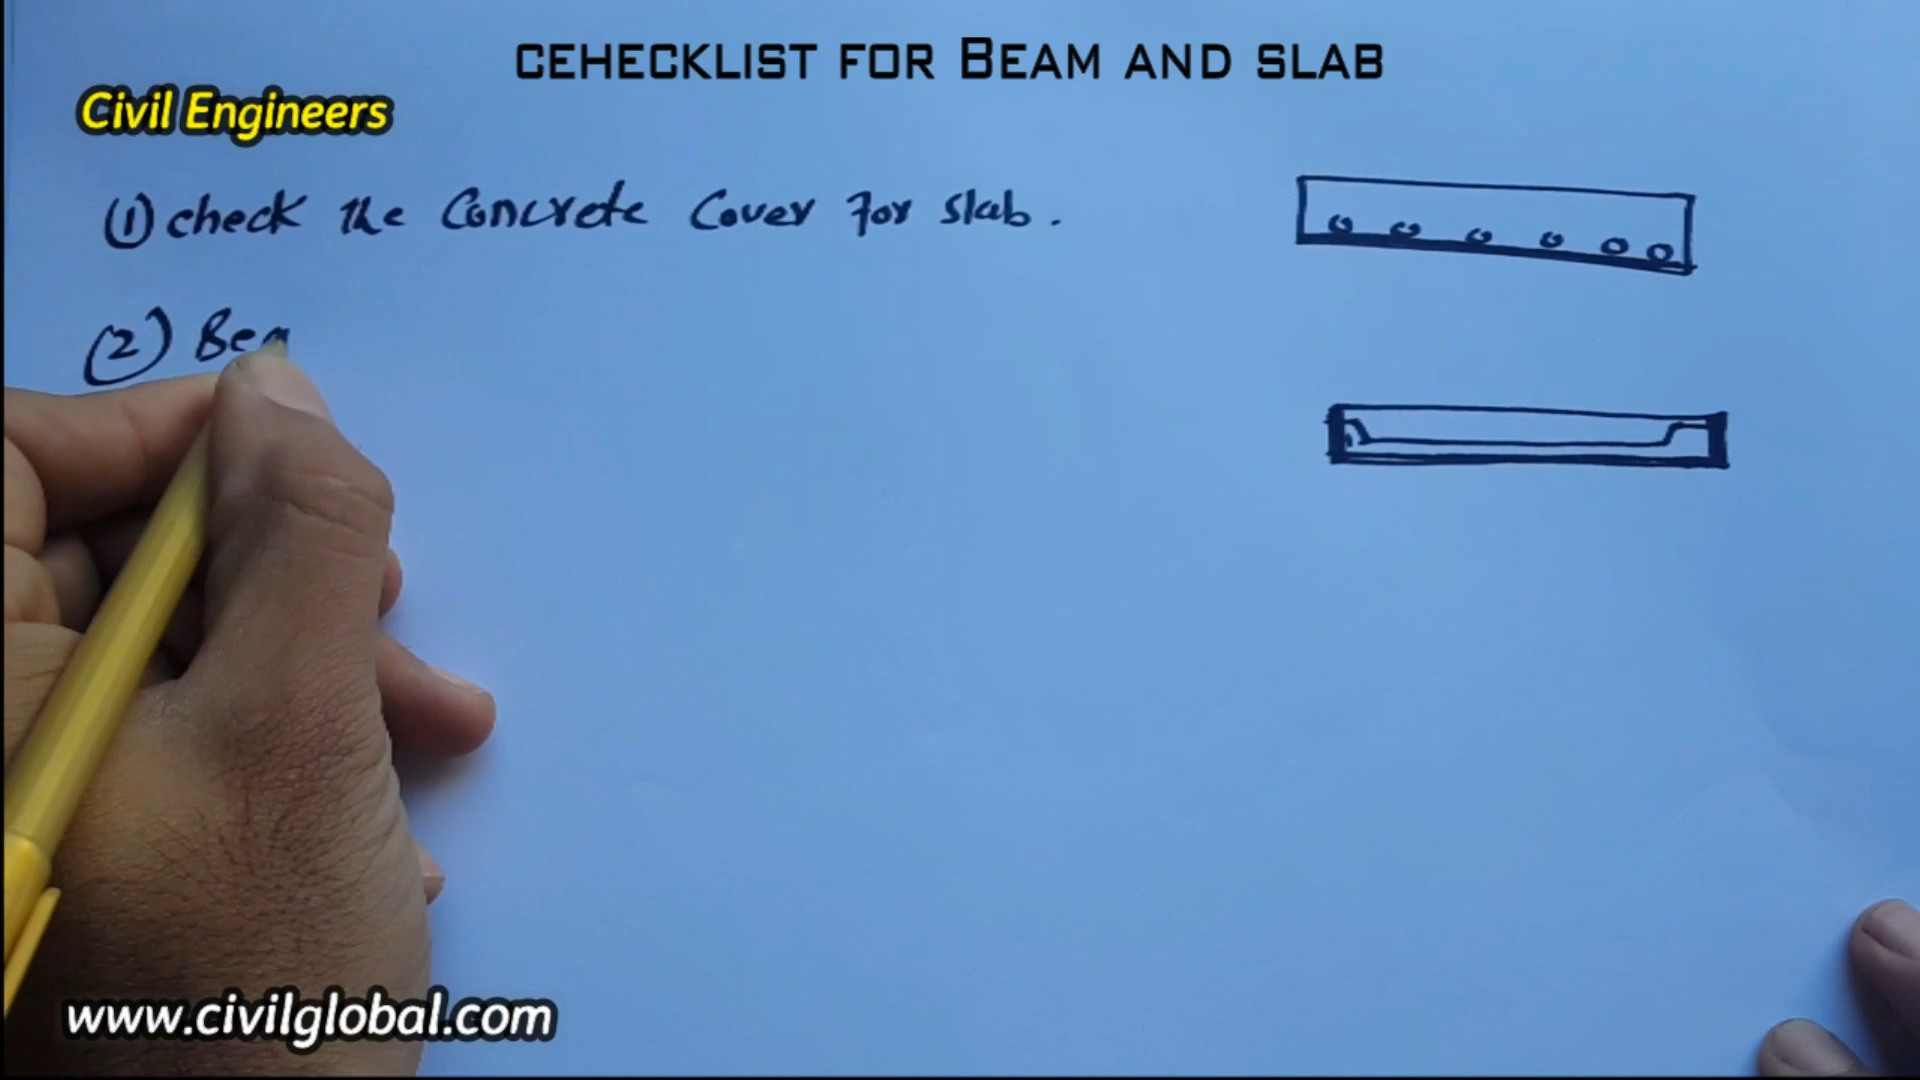 CEHECKLIST FOR BEAM AND SLAB
Civil Engineers
(1) check the Concrete Cover For slab.
(2) Bea
www.civilglobal.com